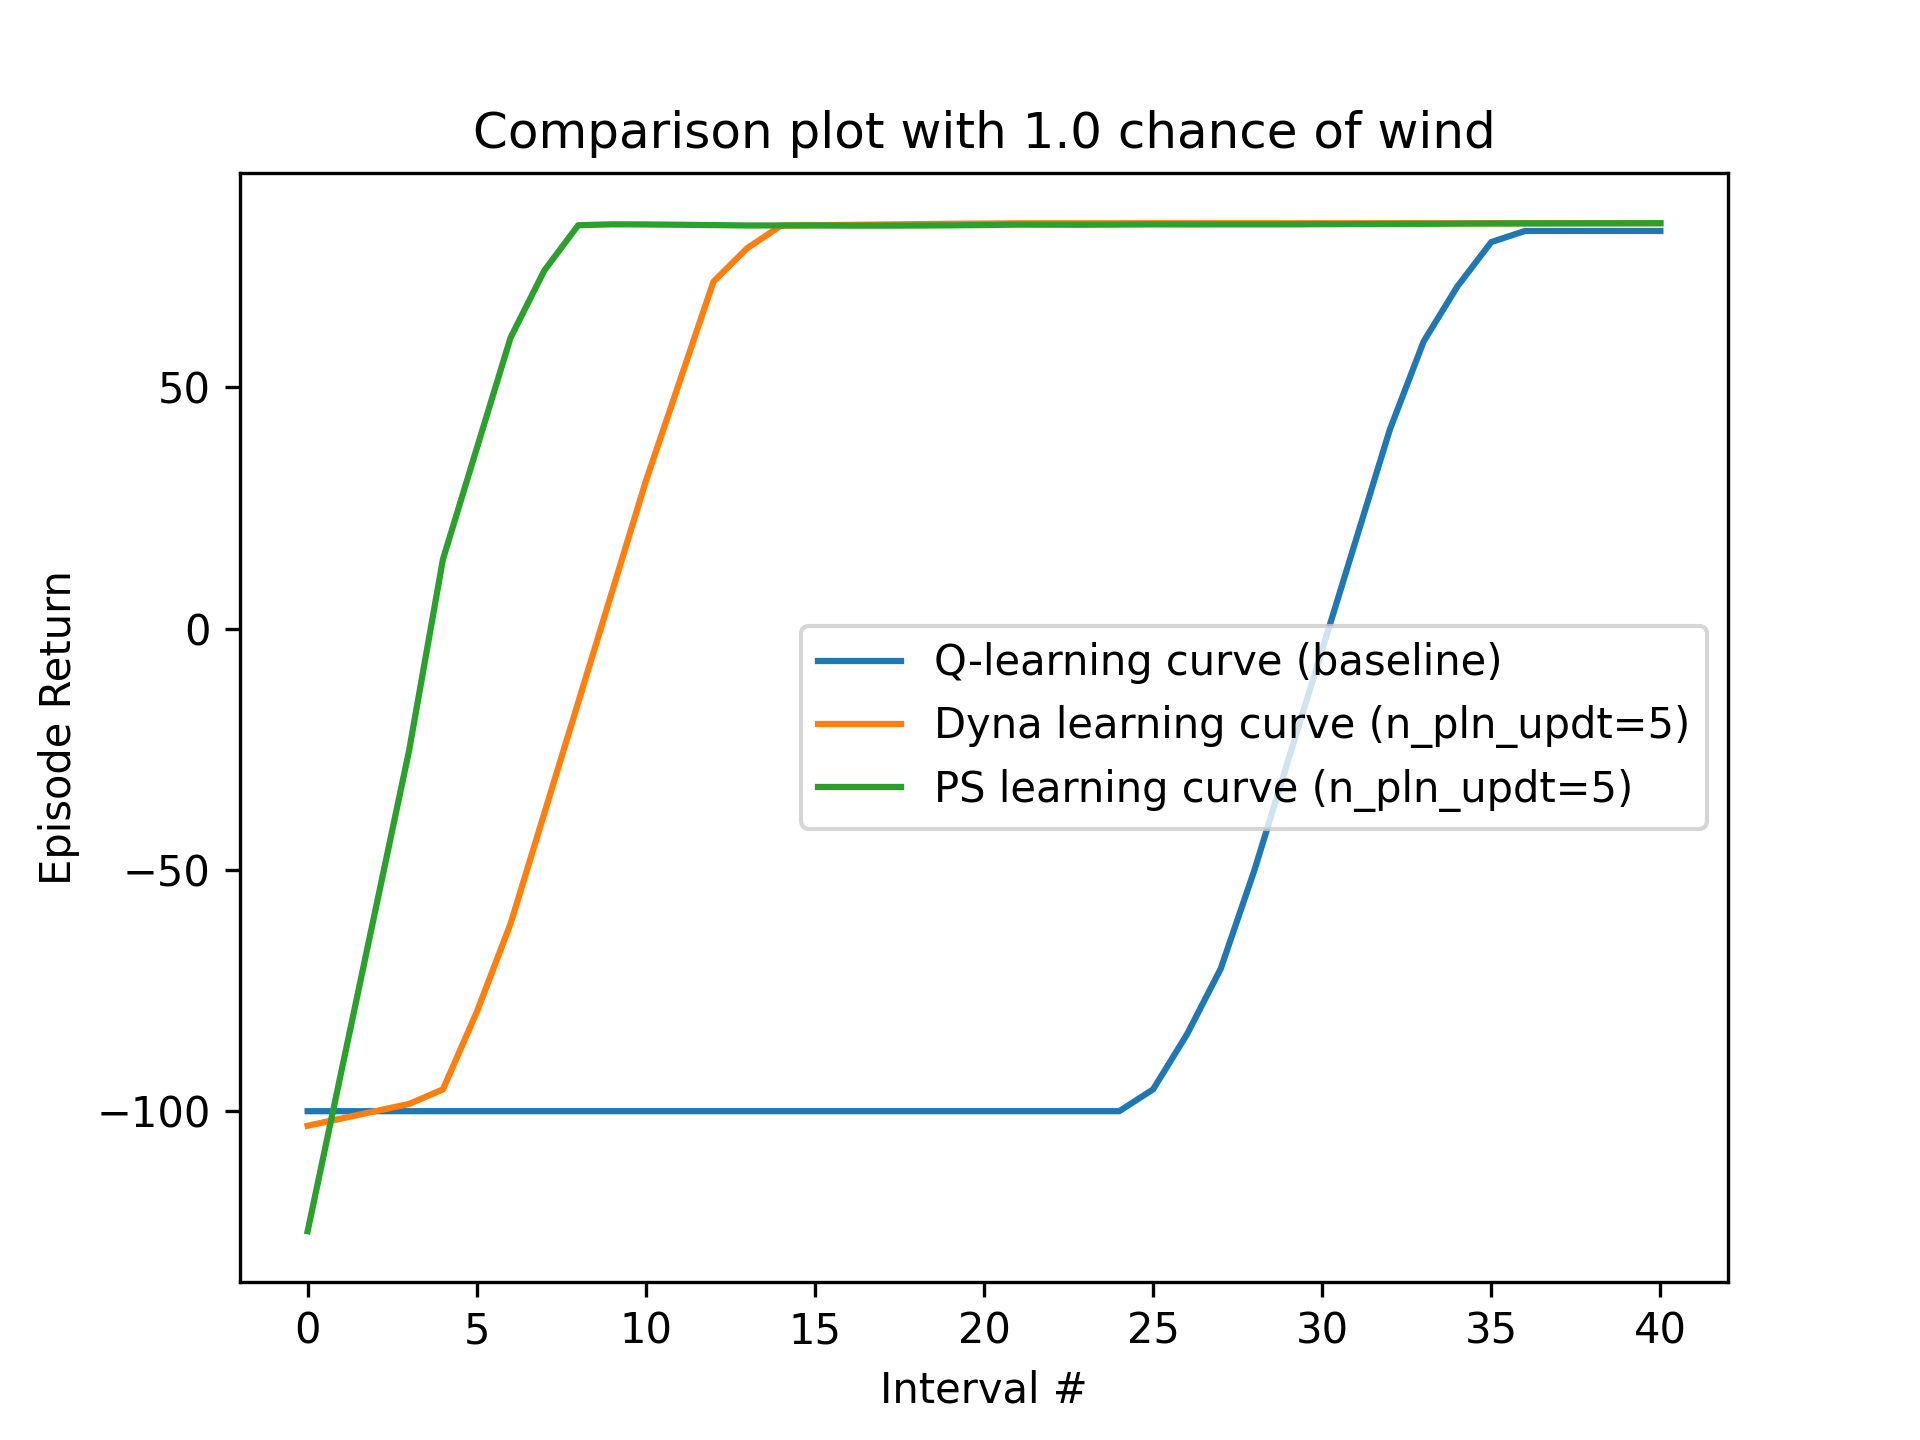 Comparison plot with 1.0 chance of wind
Episode Return
50
0
−50
−100
Q-learning curve (baseline)
Dyna learning curve (n_pln_updt=5)
PS learning curve (n_pln_updt=5)
0 5 10 15 20 25 30 35 40
Interval #